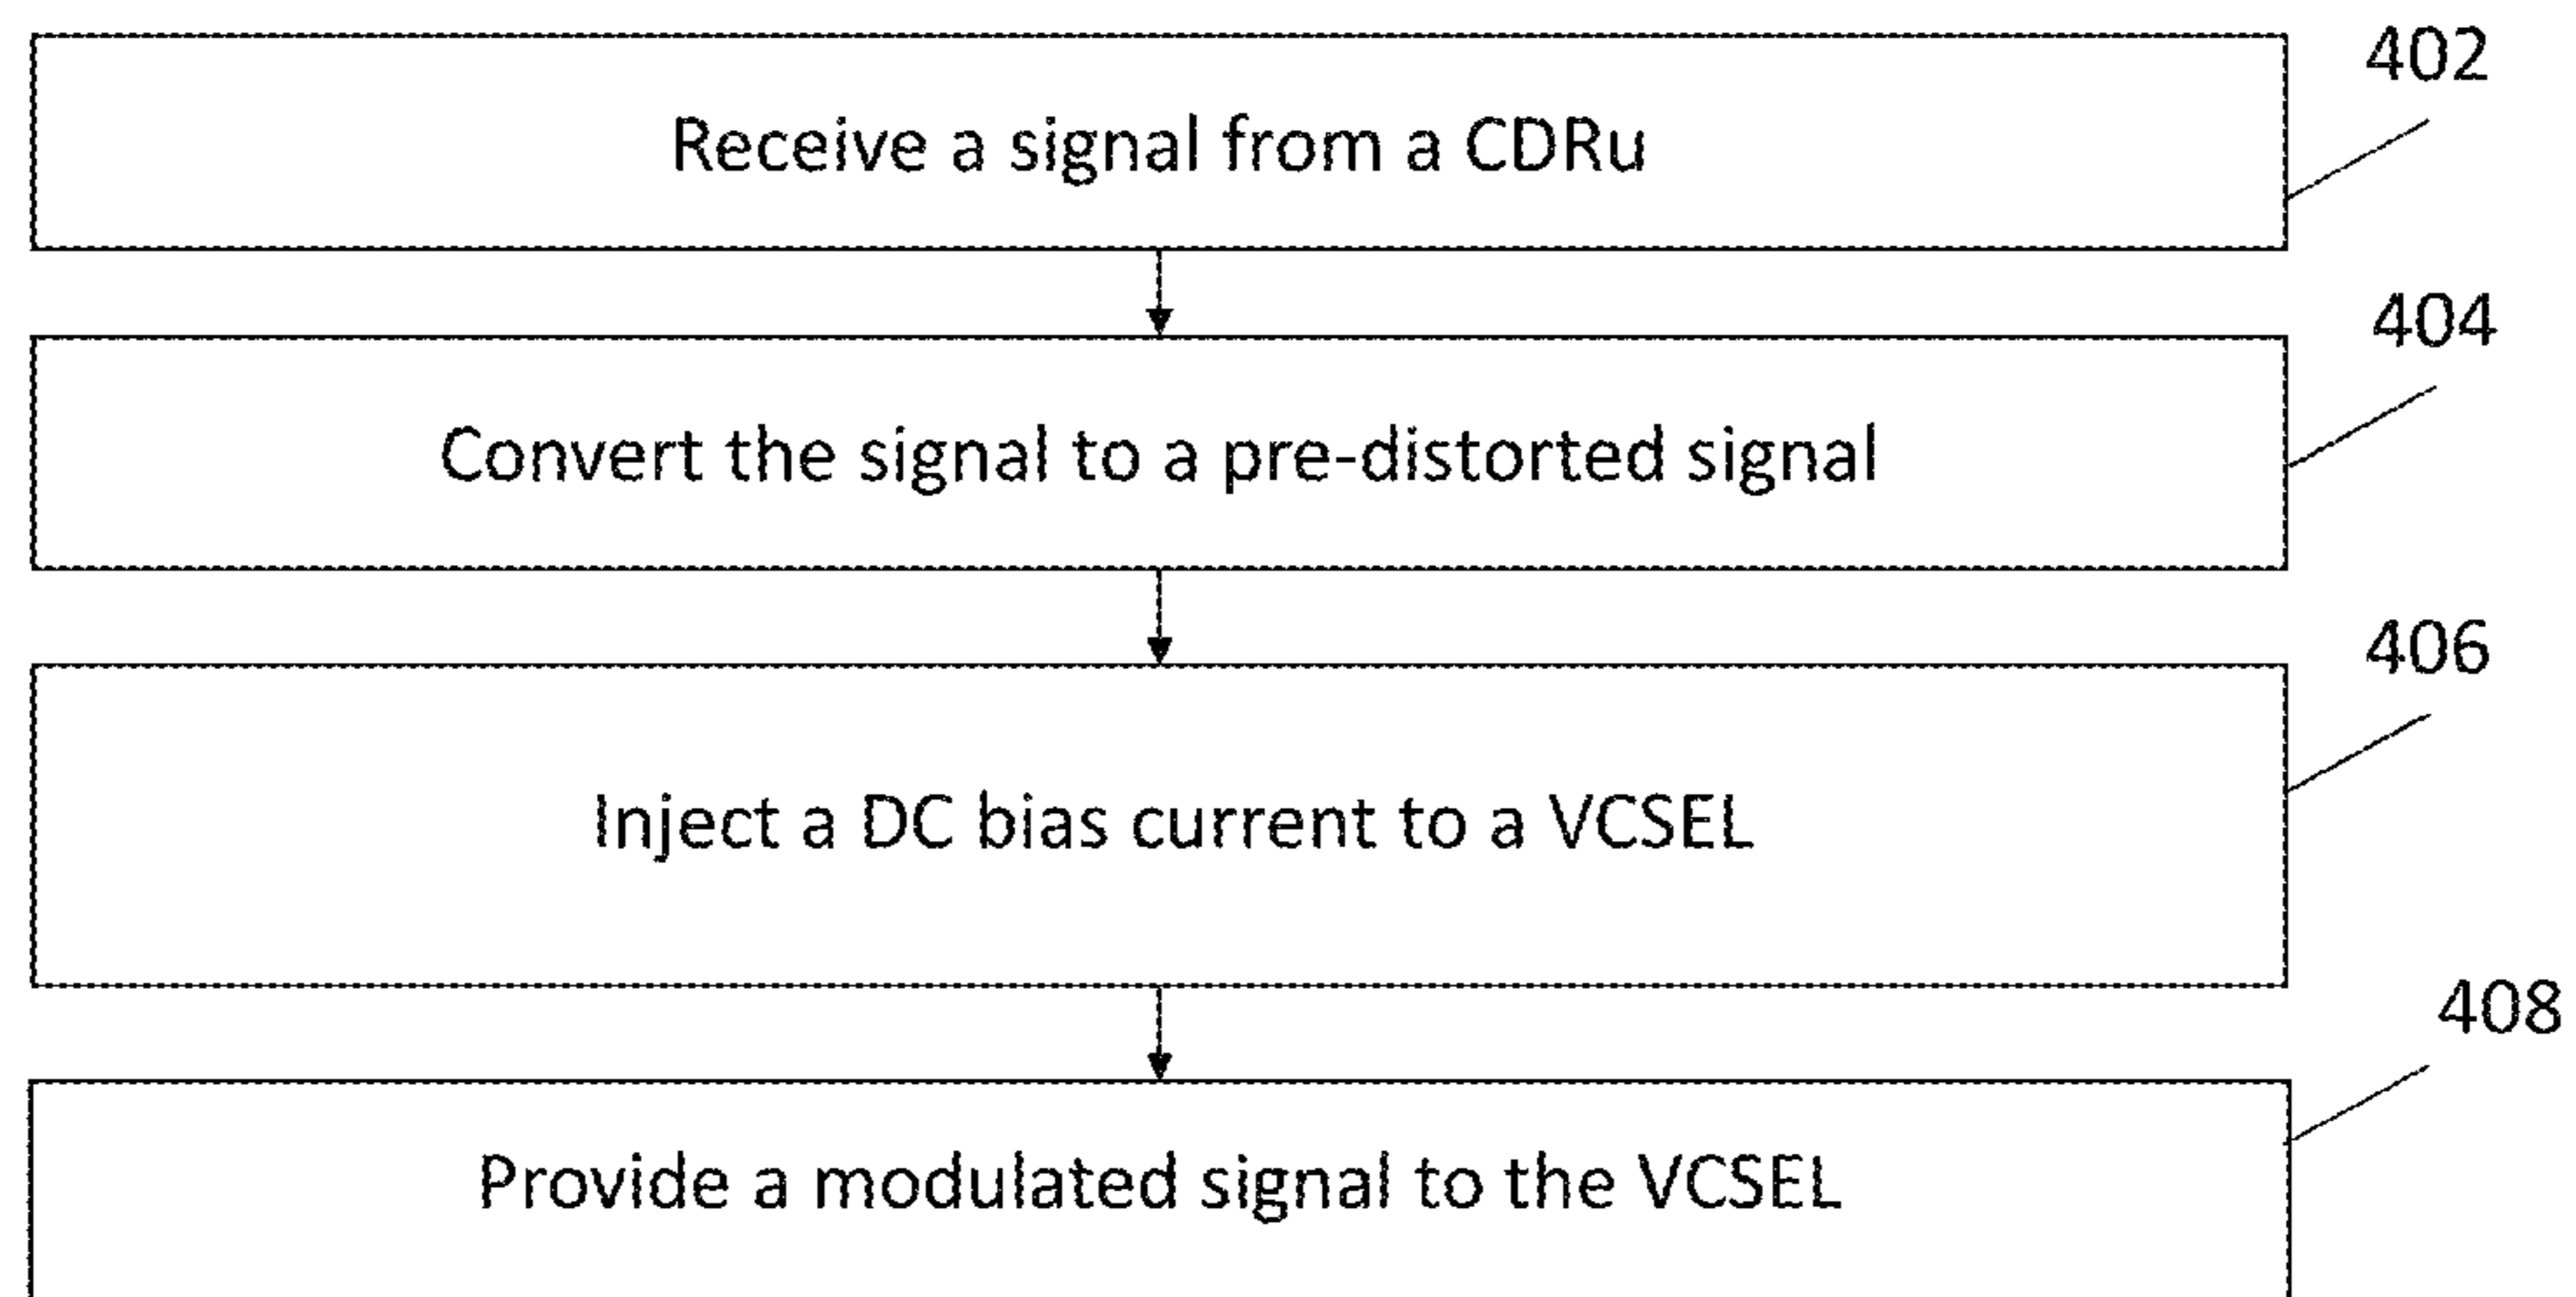 402
Receive a signal from a CDRu
404
Convert the signal to a pre-distorted signal
406
Inject a DC bias current to a VCSEL
408
Provide a modulated signal to the VCSEL